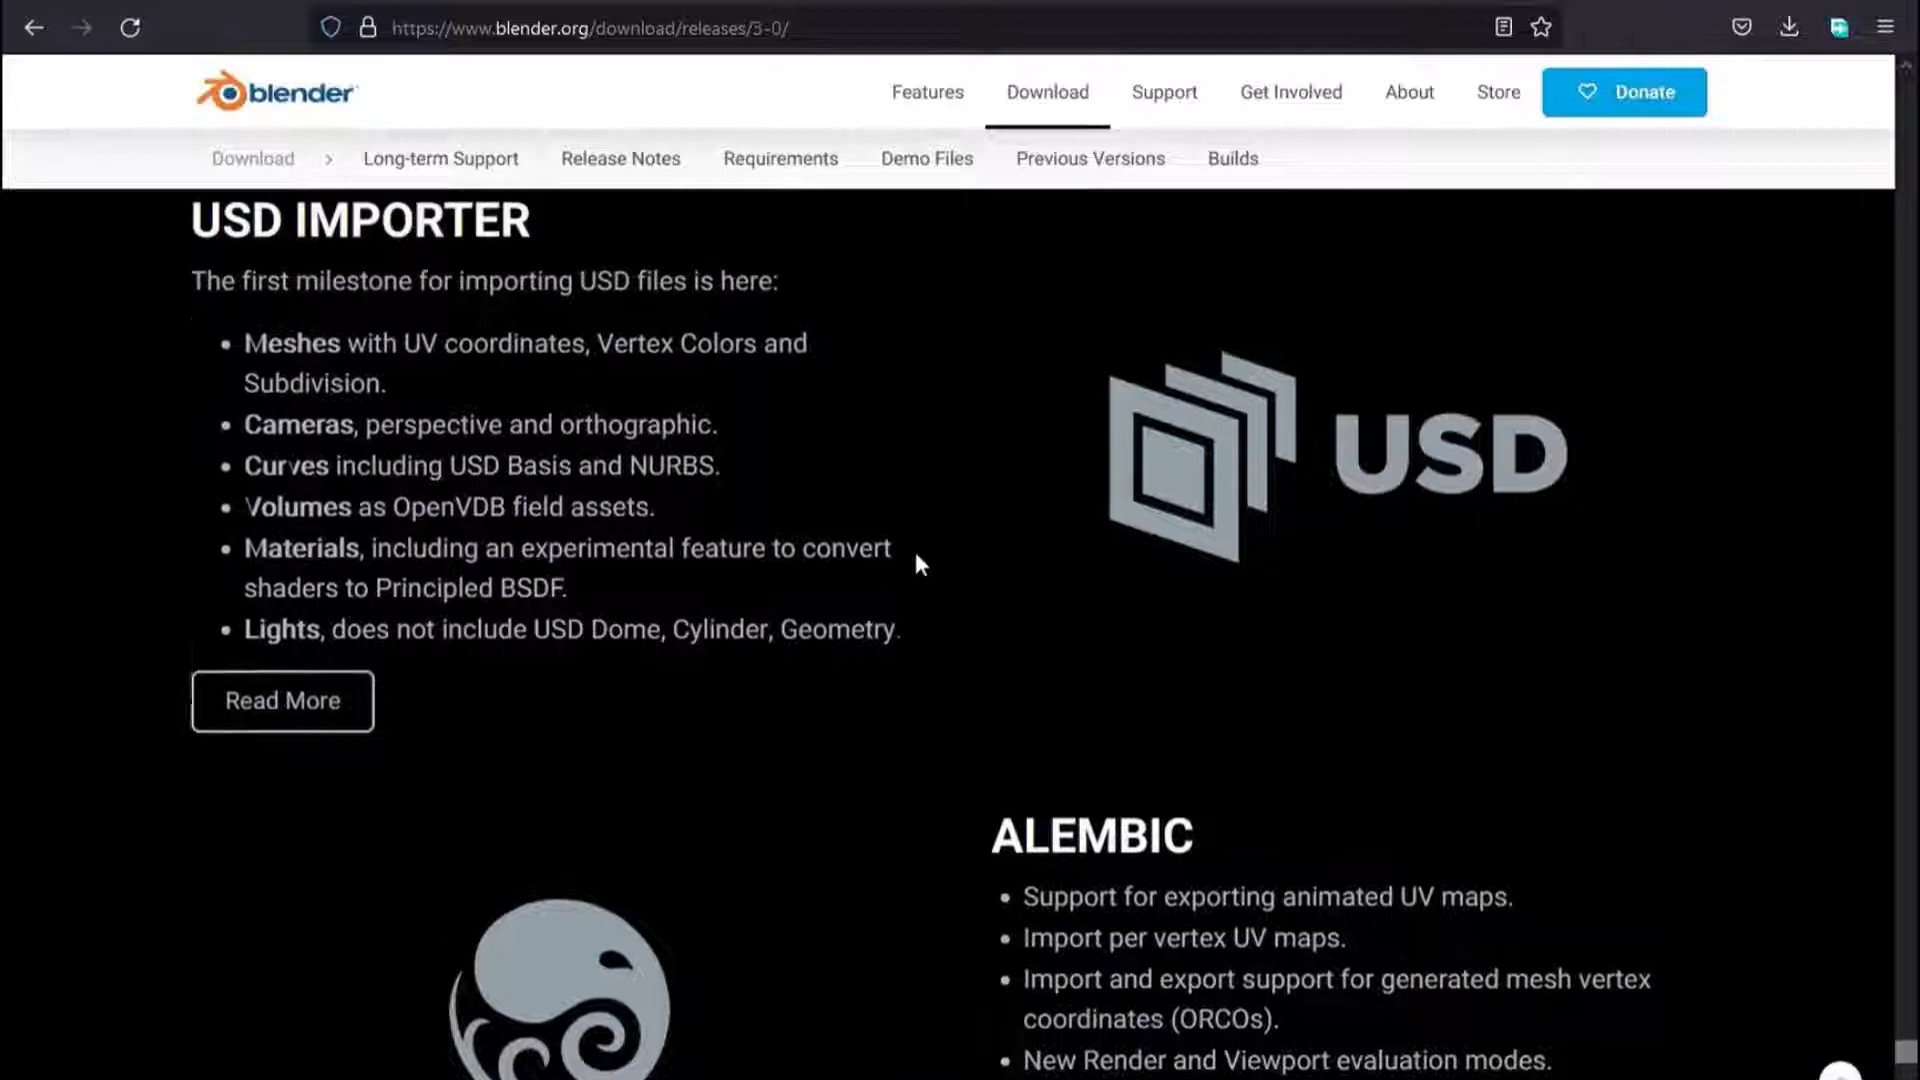 https://www.blender.org/download/releases/3-0/
blender
Features
Download
Support
Get Involved
About
Store
Donate
Download
Long-term Support
Release Notes
Requirements
Demo Files
Previous Versions
Builds
USD IMPORTER
The first milestone for importing USD files is here:
• Meshes with UV coordinates, Vertex Colors and
Subdivision.
• Cameras, perspective and orthographic.
• Curves including USD Basis and NURBS.
• Volumes as OpenVDB field assets.
• Materials, including an experimental feature to convert
shaders to Principled BSDF.
• Lights, does not include USD Dome, Cylinder, Geometry.
Read More
USD
ALEMBIC
• Support for exporting animated UV maps.
• Import per vertex UV maps.
• Import and export support for generated mesh vertex
coordinates (ORCOs).
• New Render and Viewport evaluation modes.